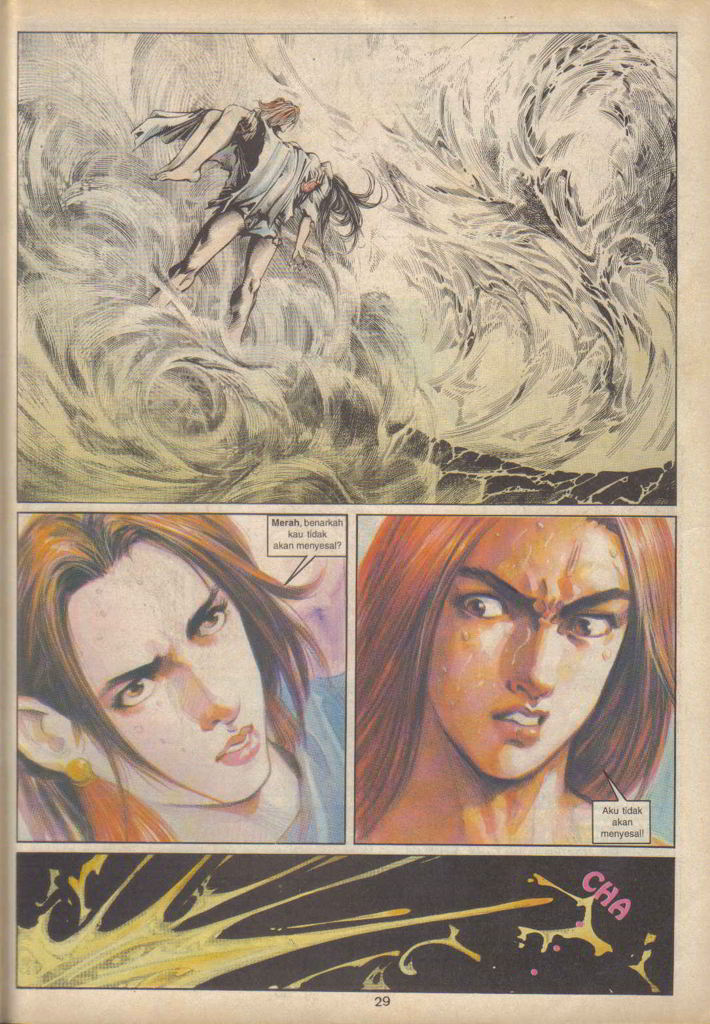 Merah, benarkah
kau tidak
akan menyesal?
Aku tidak
akan
menyesal!
CHA
29